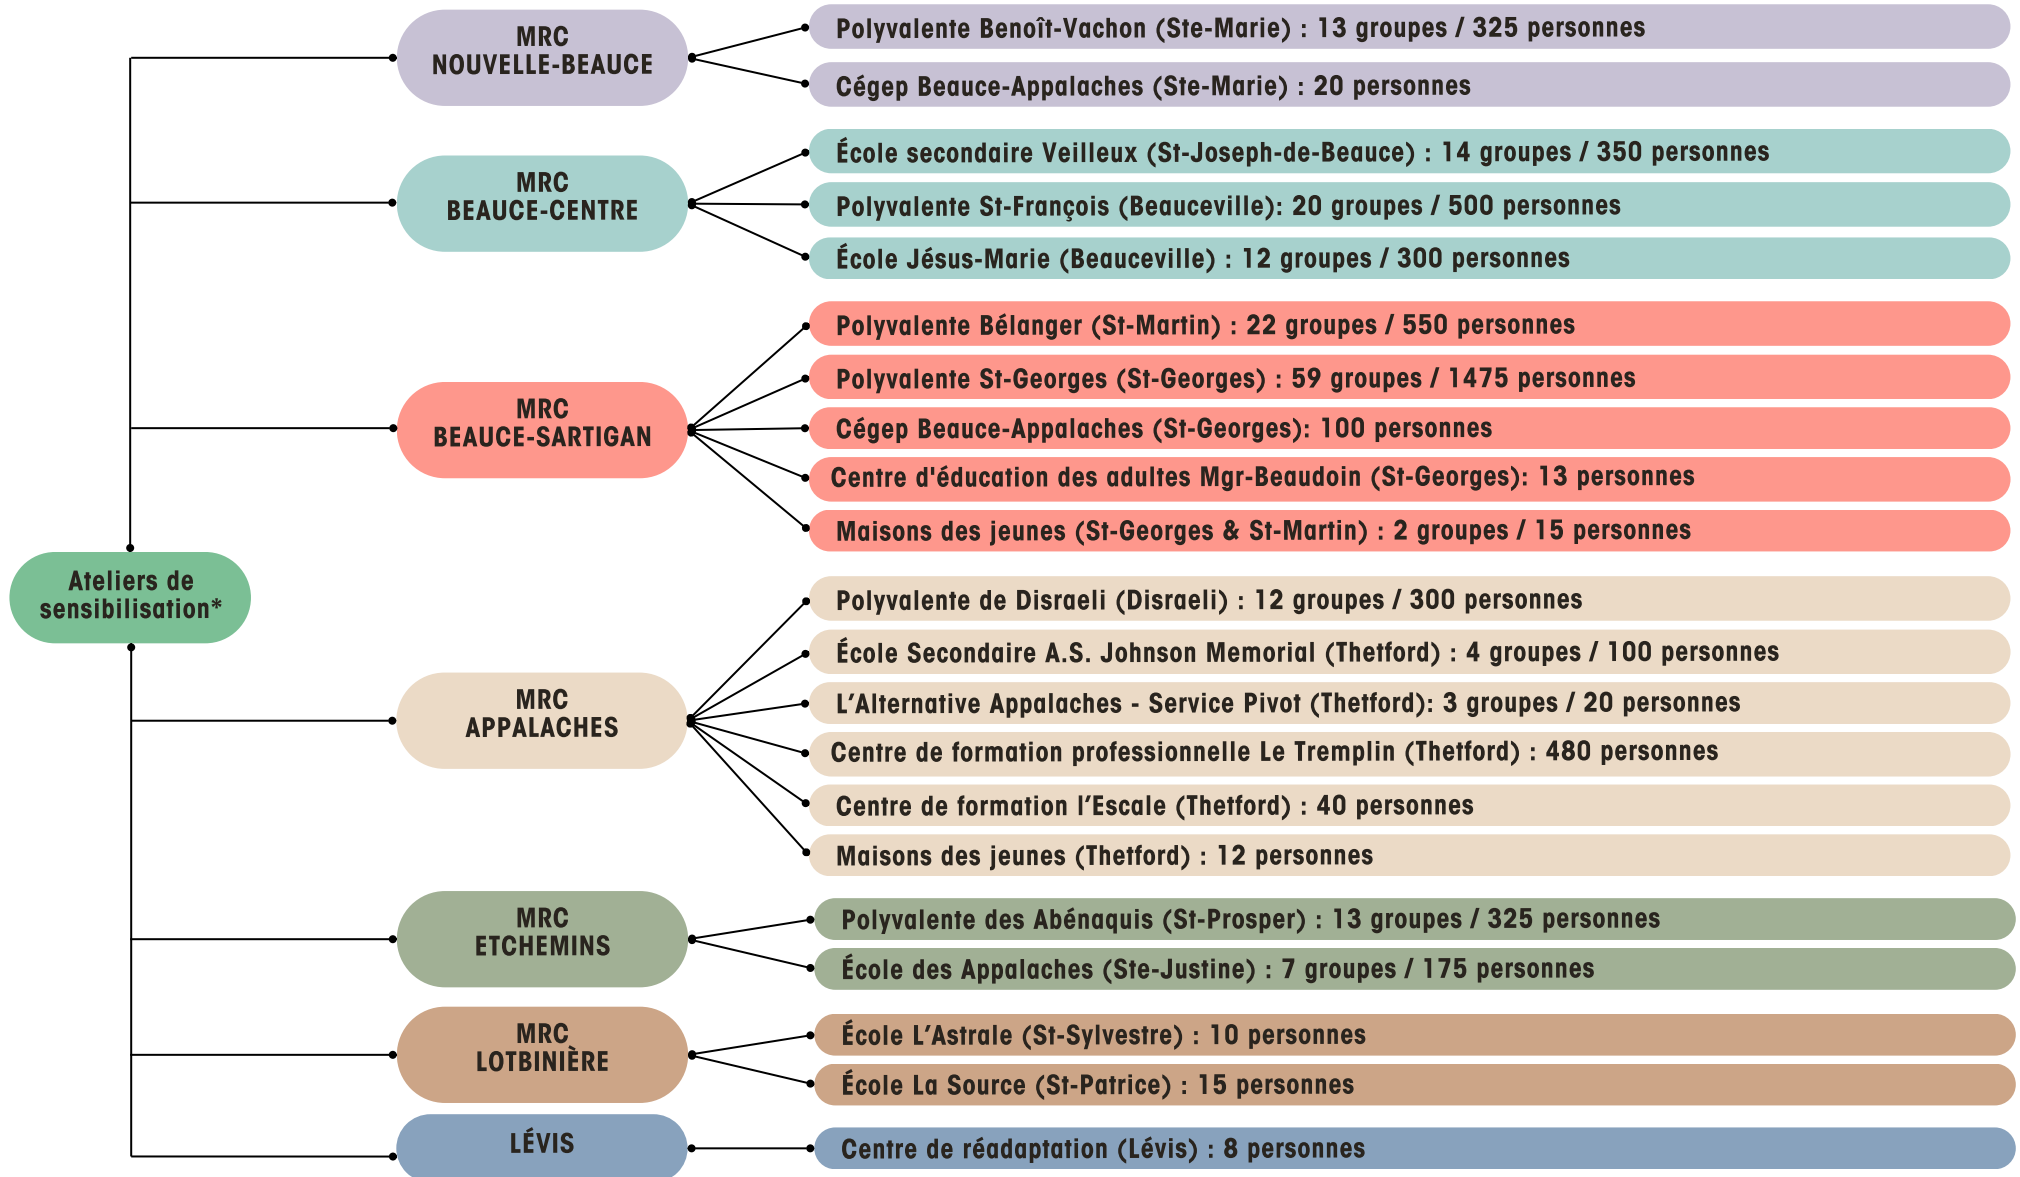 Ateliers de
sensibilisation*
MRC
NOUVELLE-BEAUCE
Polyvalente Benoît-Vachon (Ste-Marie) : 13 groupes / 325 personnes
Cégep Beauce-Appalaches (Ste-Marie) : 20 personnes
MRC
BEAUCE-CENTRE
École secondaire Veilleux (St-Joseph-de-Beauce) : 14 groupes / 350 personnes
Polyvalente St-François (Beauceville): 20 groupes / 500 personnes
École Jésus-Marie (Beauceville) : 12 groupes / 300 personnes
MRC
BEAUCE-SARTIGAN
Polyvalente Bélanger (St-Martin) : 22 groupes / 550 personnes
Polyvalente St-Georges (St-Georges) : 59 groupes / 1475 personnes
Cégep Beauce-Appalaches (St-Georges): 100 personnes
Centre d'éducation des adultes Mgr-Beaudoin (St-Georges): 13 personnes
Maisons des jeunes (St-Georges & St-Martin) : 2 groupes / 15 personnes
MRC
APPALACHES
Polyvalente de Disraeli (Disraeli) : 12 groupes / 300 personnes
École Secondaire A.S. Johnson Memorial (Thetford) : 4 groupes / 100 personnes
L’Alternative Appalaches - Service Pivot (Thetford): 3 groupes / 20 personnes
Centre de formation professionnelle Le Tremplin (Thetford) : 480 personnes
Centre de formation l’Escale (Thetford) : 40 personnes
Maisons des jeunes (Thetford) : 12 personnes
MRC
ETCHEMINS
Polyvalente des Abénaquis (St-Prosper) : 13 groupes / 325 personnes
École des Appalaches (Ste-Justine) : 7 groupes / 175 personnes
MRC
LOTBINIÈRE
École L’Astrale (St-Sylvestre) : 10 personnes
École La Source (St-Patrice) : 15 personnes
LÉVIS
Centre de réadaptation (Lévis) : 8 personnes